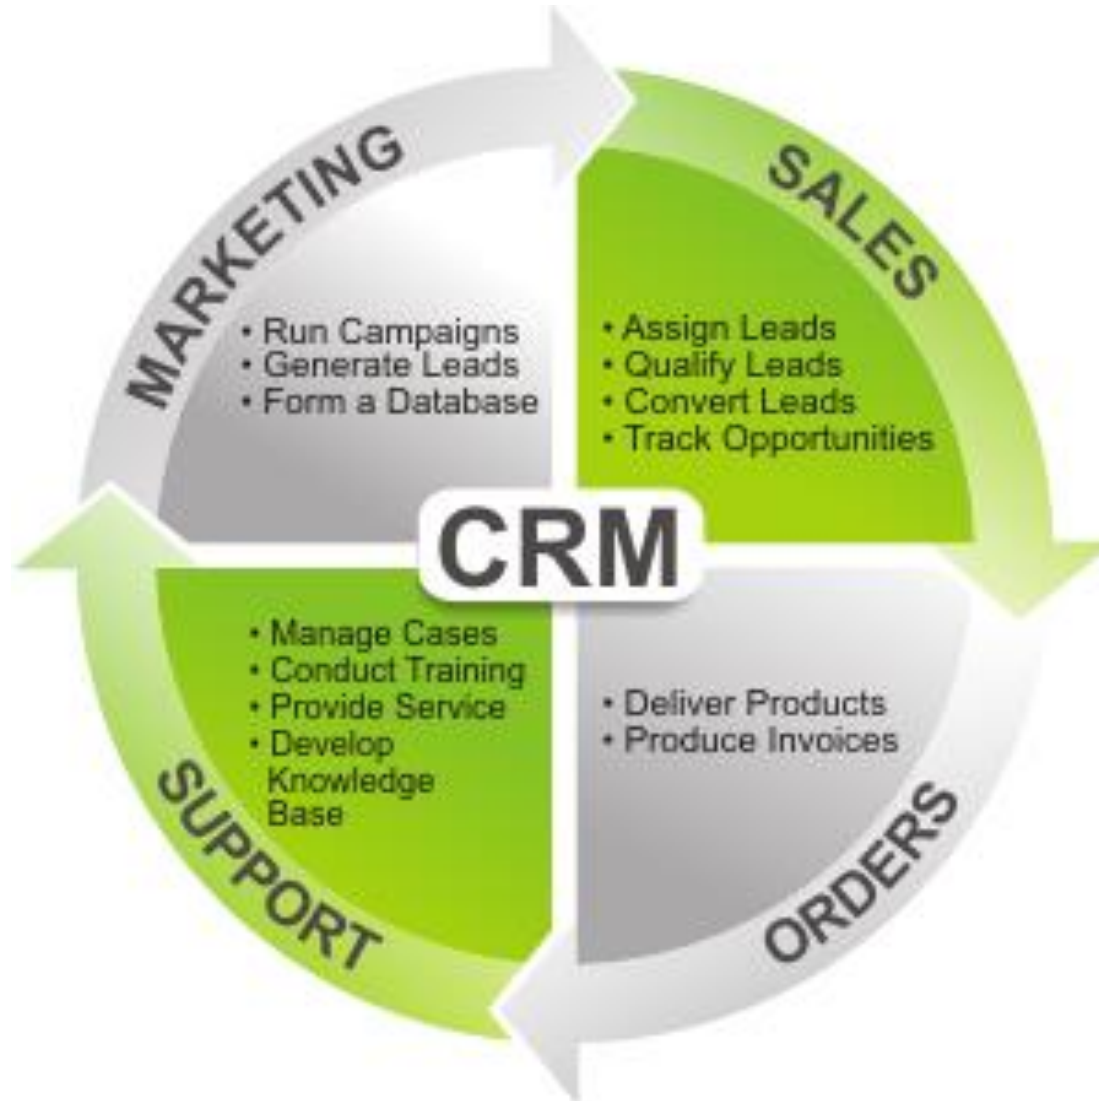 MARKETING
• Run Campaigns
• Generate Leads
• Form a Database
SALES
• Assign Leads
• Qualify Leads
• Convert Leads
• Track Opportunities
CRM
• Manage Cases
• Conduct Training
• Provide Service
• Develop
Knowledge
Base
SUPPORT
• Deliver Products
• Produce Invoices
ORDERS